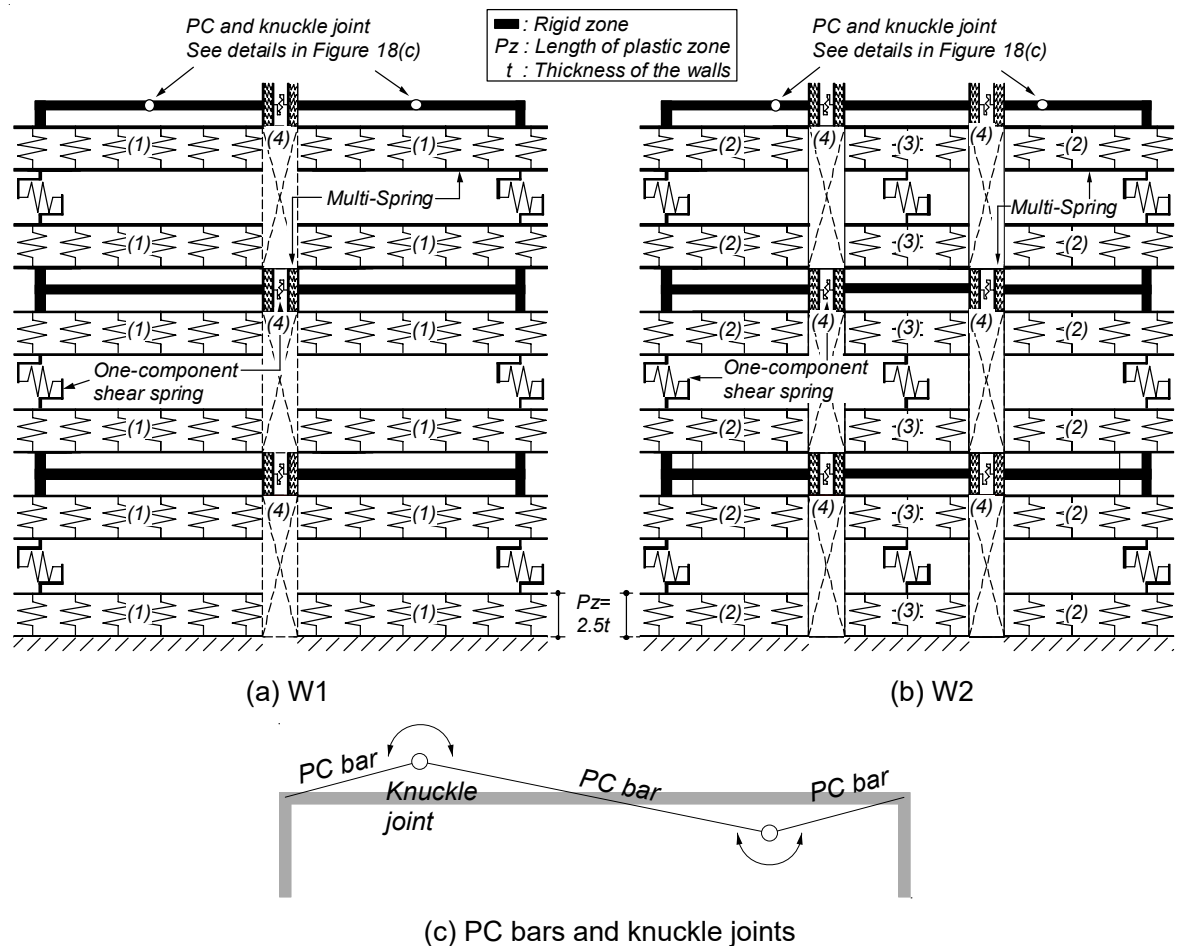 PC and knuckle joint
See details in Figure 18(c)
: Rigid zone
Pz : Length of plastic zone
t : Thickness of the walls
PC and knuckle joint
See details in Figure 18(c)
(1) (4) (1)
Multi-Spring
(1) (1)
(1) (4) (1)
One-component
shear spring
(1) (1)
(1) (4) (1)
(1) (1)
Pz=
2.5t
(2) (4) (3) (4) (2)
Multi-Spring
(2) (3) (2)
(2) (4) (3) (4) (2)
One-component
shear spring
(2) (3) (2)
(2) (4) (3) (4) (2)
(2) (3) (2)
(a) W1
(b) W2
PC bar
Knuckle
joint
PC bar
PC bar
(c) PC bars and knuckle joints